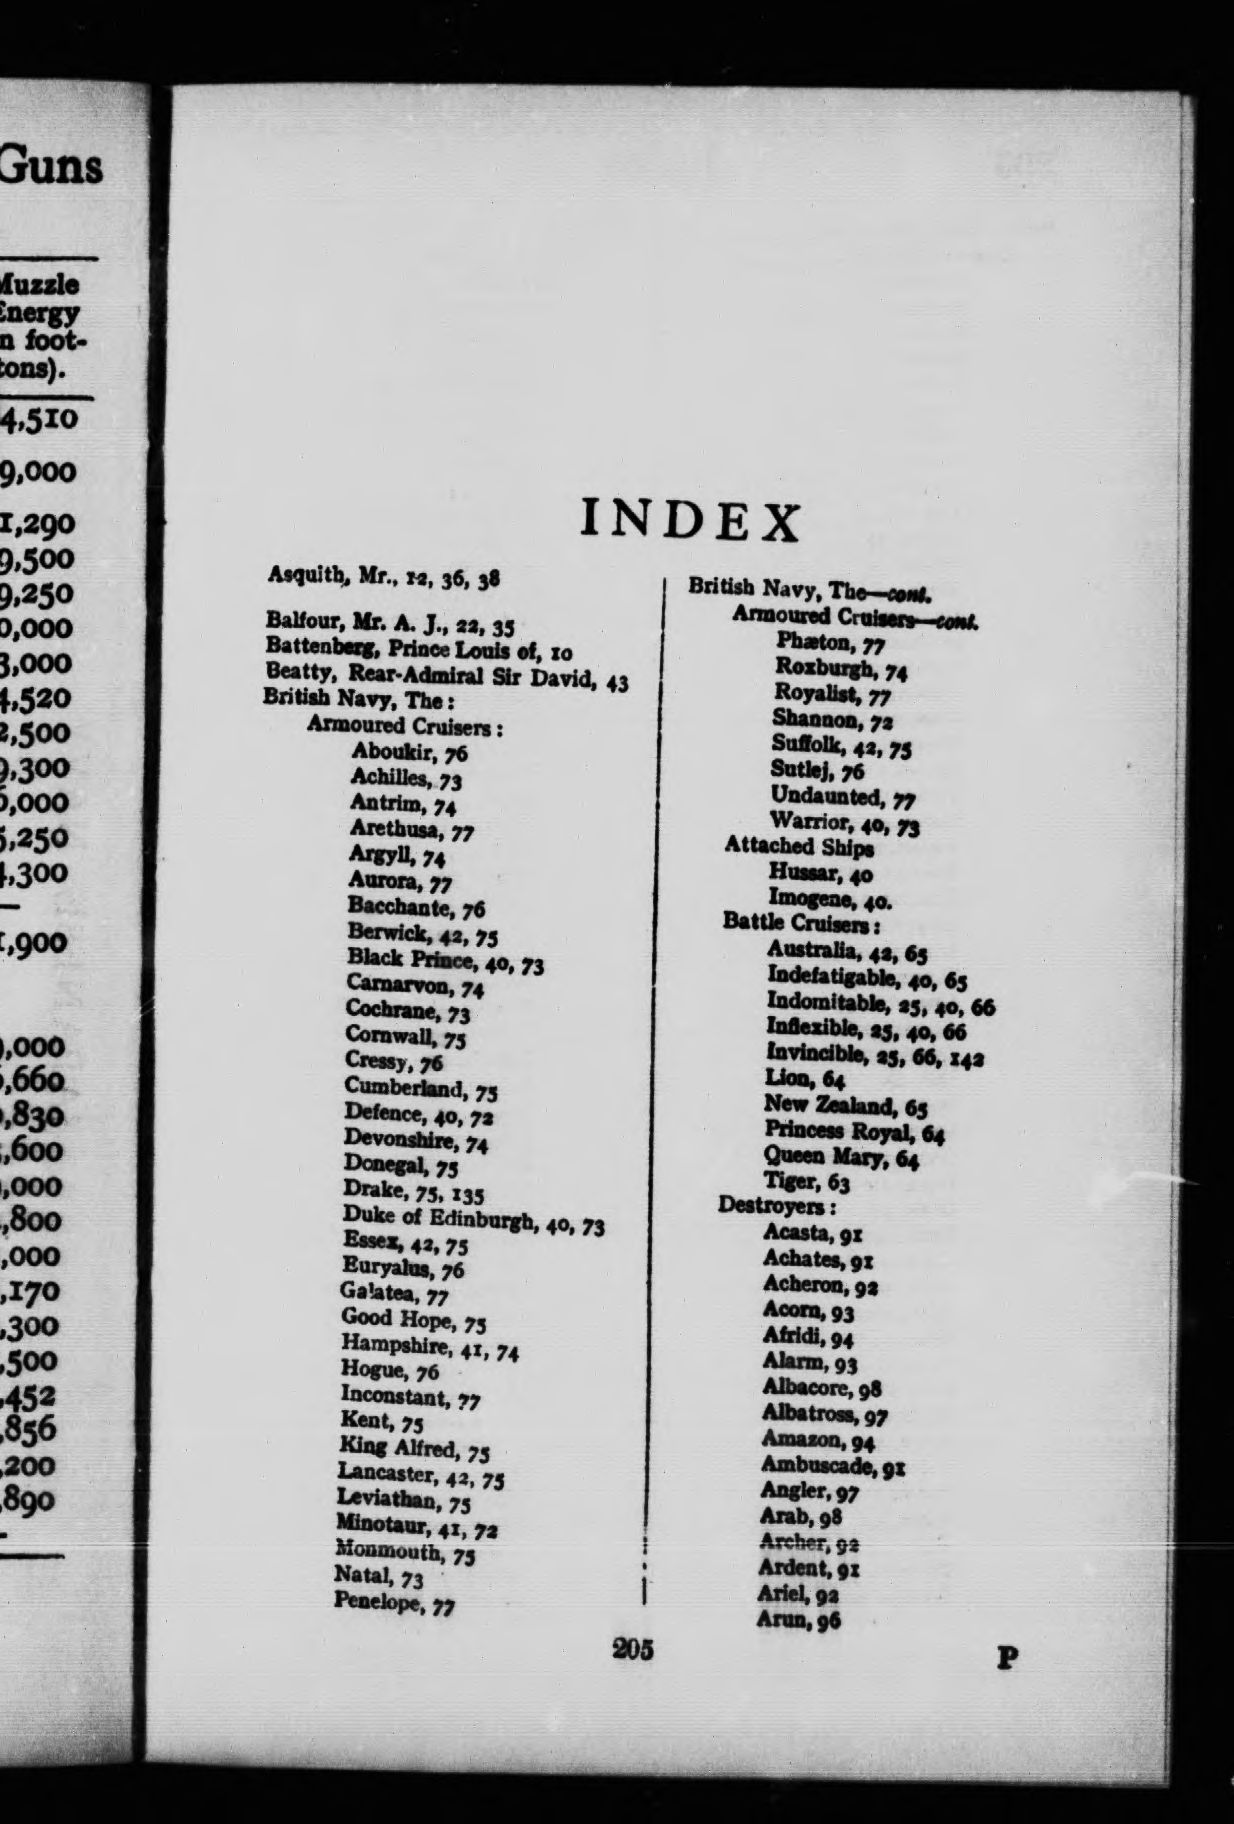 Guns
Muzzle
Energy
in foot-
tons).
4,510
9,000
1,290
9,500
9,250
0,000
3,000
4,520
2,500
9,300
5,250
4,300
1,900
,000
,660
,830
,600
,000
,800
,000
,170
,300
,500
,452
,856
,200
,890
INDEX
Asquith, Mr., 12, 36, 38
Balfour, Mr. A. J., 22, 35
Battenberg, Prince Louis of, 10
Beatty, Rear-Admiral Sir David, 43
British Navy, The:
Armoured Cruisers:
Aboukir, 76
Achilles, 73
Antrim, 74
Arethusa, 77
Argyll, 74
Aurora, 77
Bacchante, 76
Berwick, 42, 75
Black Prince, 40, 73
Carnarvon, 74
Cochrane, 73
Cornwall, 75
Cressy, 76
Cumberland, 75
Defence, 40, 72
Devonshire, 74
Donegal, 75
Drake, 75, 135
Duke of Edinburgh, 40, 73
Essex, 42, 75
Euryalus, 76
Galatea, 77
Good Hope, 75
Hampshire, 41, 74
Hogue, 76
Inconstant, 77
Kent, 75
King Alfred, 75
Lancaster, 42, 75
Leviathan, 75
Minotaur, 41, 72
Monmouth, 75
Natal, 73
Penelope, 77
British Navy, The—cont.
Armoured Cruisers—cont.
Phæton, 77
Roxburgh, 74
Royalist, 77
Shannon, 72
Suffolk, 42, 75
Sutlej, 76
Undaunted, 77
Warrior, 40, 73
Attached Ships
Hussar, 40
Imogene, 40.
Battle Cruisers:
Australia, 42, 65
Indefatigable, 40, 65
Indomitable, 25, 40, 66
Inflexible, 25, 40, 66
Invincible, 25, 66, 142
Lion, 64
New Zealand, 65
Princess Royal, 64
Queen Mary, 64
Tiger, 63
Destroyers:
Acasta, 91
Achates, 91
Acheron, 92
Acorn, 93
Afridi, 94
Alarm, 93
Albacore, 98
Albatross, 97
Amazon, 94
Ambuscade, 91
Angler, 97
Arab, 98
Archer, 92
Ardent, 91
Ariel, 92
Arun, 96
205
P